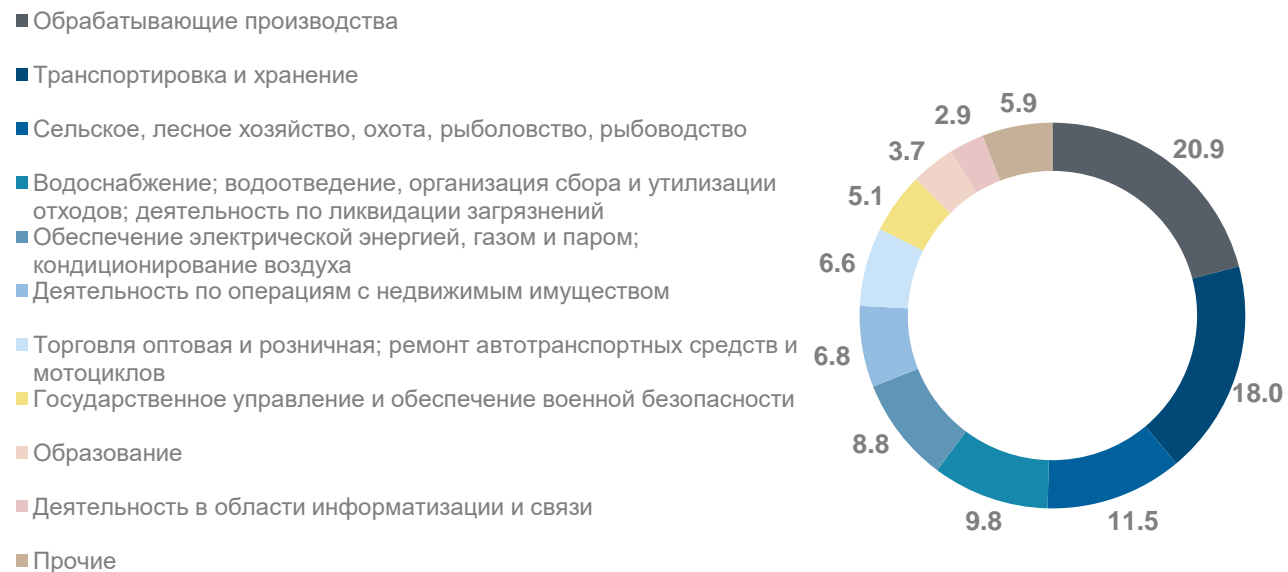 Обрабатывающие производства
Транспортировка и хранение
Сельское, лесное хозяйство, охота, рыболовство, рыбоводство
Водоснабжение; водоотведение, организация сбора и утилизации
отходов; деятельность по ликвидации загрязнений
Обеспечение электрической энергией, газом и паром;
кондиционирование воздуха
Деятельность по операциям с недвижимым имуществом
Торговля оптовая и розничная; ремонт автотранспортных средств и
мотоциклов
Государственное управление и обеспечение военной безопасности
Образование
Деятельность в области информатизации и связи
Прочие
20.9
18.0
11.5
9.8
8.8
6.8
6.6
5.1
3.7
2.9
5.9